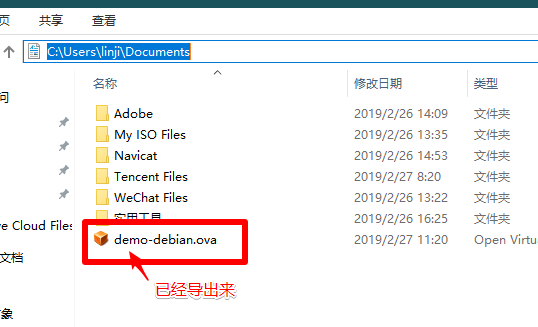 页 共享 查看
C:\Users\linji\Documents
名称 修改日期 类型
问
Adobe 2019/2/26 14:09 文件夹
My ISO Files 2019/2/26 13:35 文件夹
Navicat 2019/2/26 14:53 文件夹
Tencent Files 2019/2/27 8:20 文件夹
WeChat Files 2019/2/26 13:22 文件夹
实用工具 2019/2/26 16:25 文件夹
ve Cloud Files
demo-debian.ova 2019/2/27 11:20 Open Virtu
文档
已经导出来
象